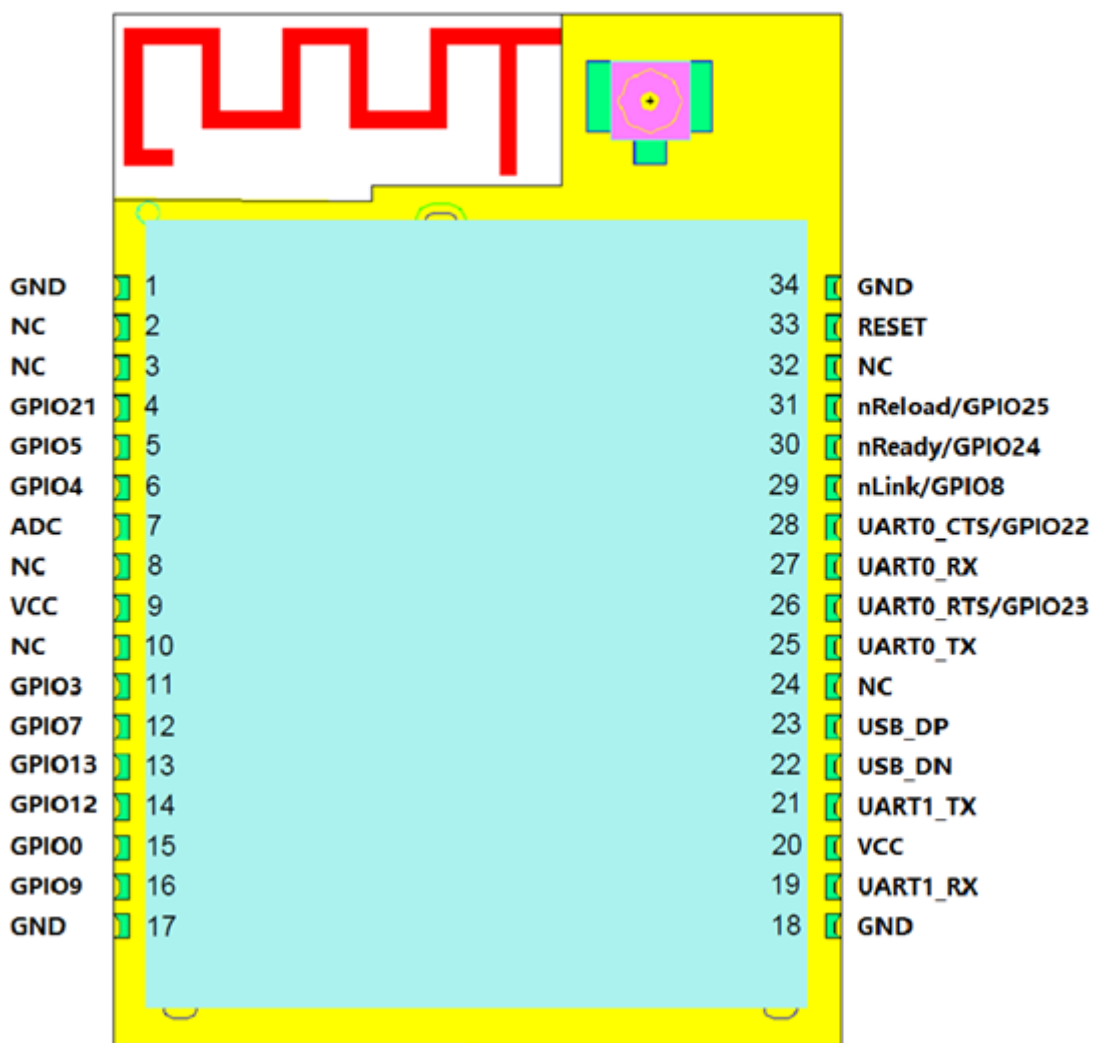 GND 1 34 GND
NC 2 33 RESET
NC 3 32 NC
GPIO21 4 31 nReload/GPIO25
GPIO5 5 30 nReady/GPIO24
GPIO4 6 29 nLink/GPIO8
ADC 7 28 UART0_CTS/GPIO22
NC 8 27 UART0_RX
VCC 9 26 UART0_RTS/GPIO23
NC 10 25 UART0_TX
GPIO3 11 24 NC
GPIO7 12 23 USB_DP
GPIO13 13 22 USB_DN
GPIO12 14 21 UART1_TX
GPIO0 15 20 VCC
GPIO9 16 19 UART1_RX
GND 17 18 GND